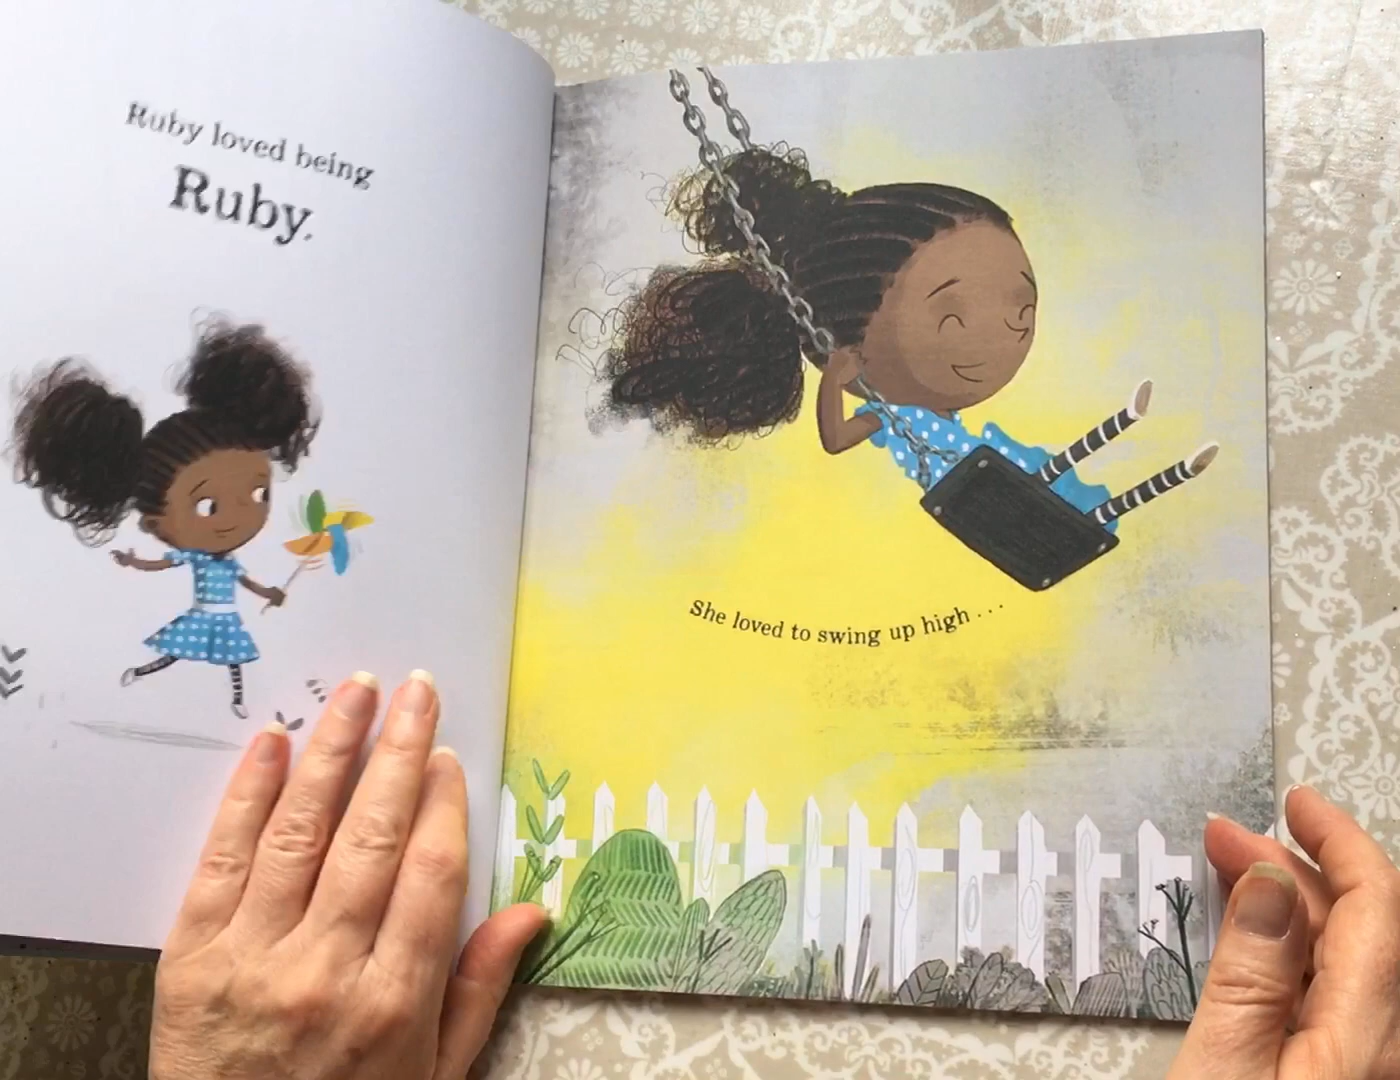 Ruby loved being
Ruby.
She loved to swing up high . . .